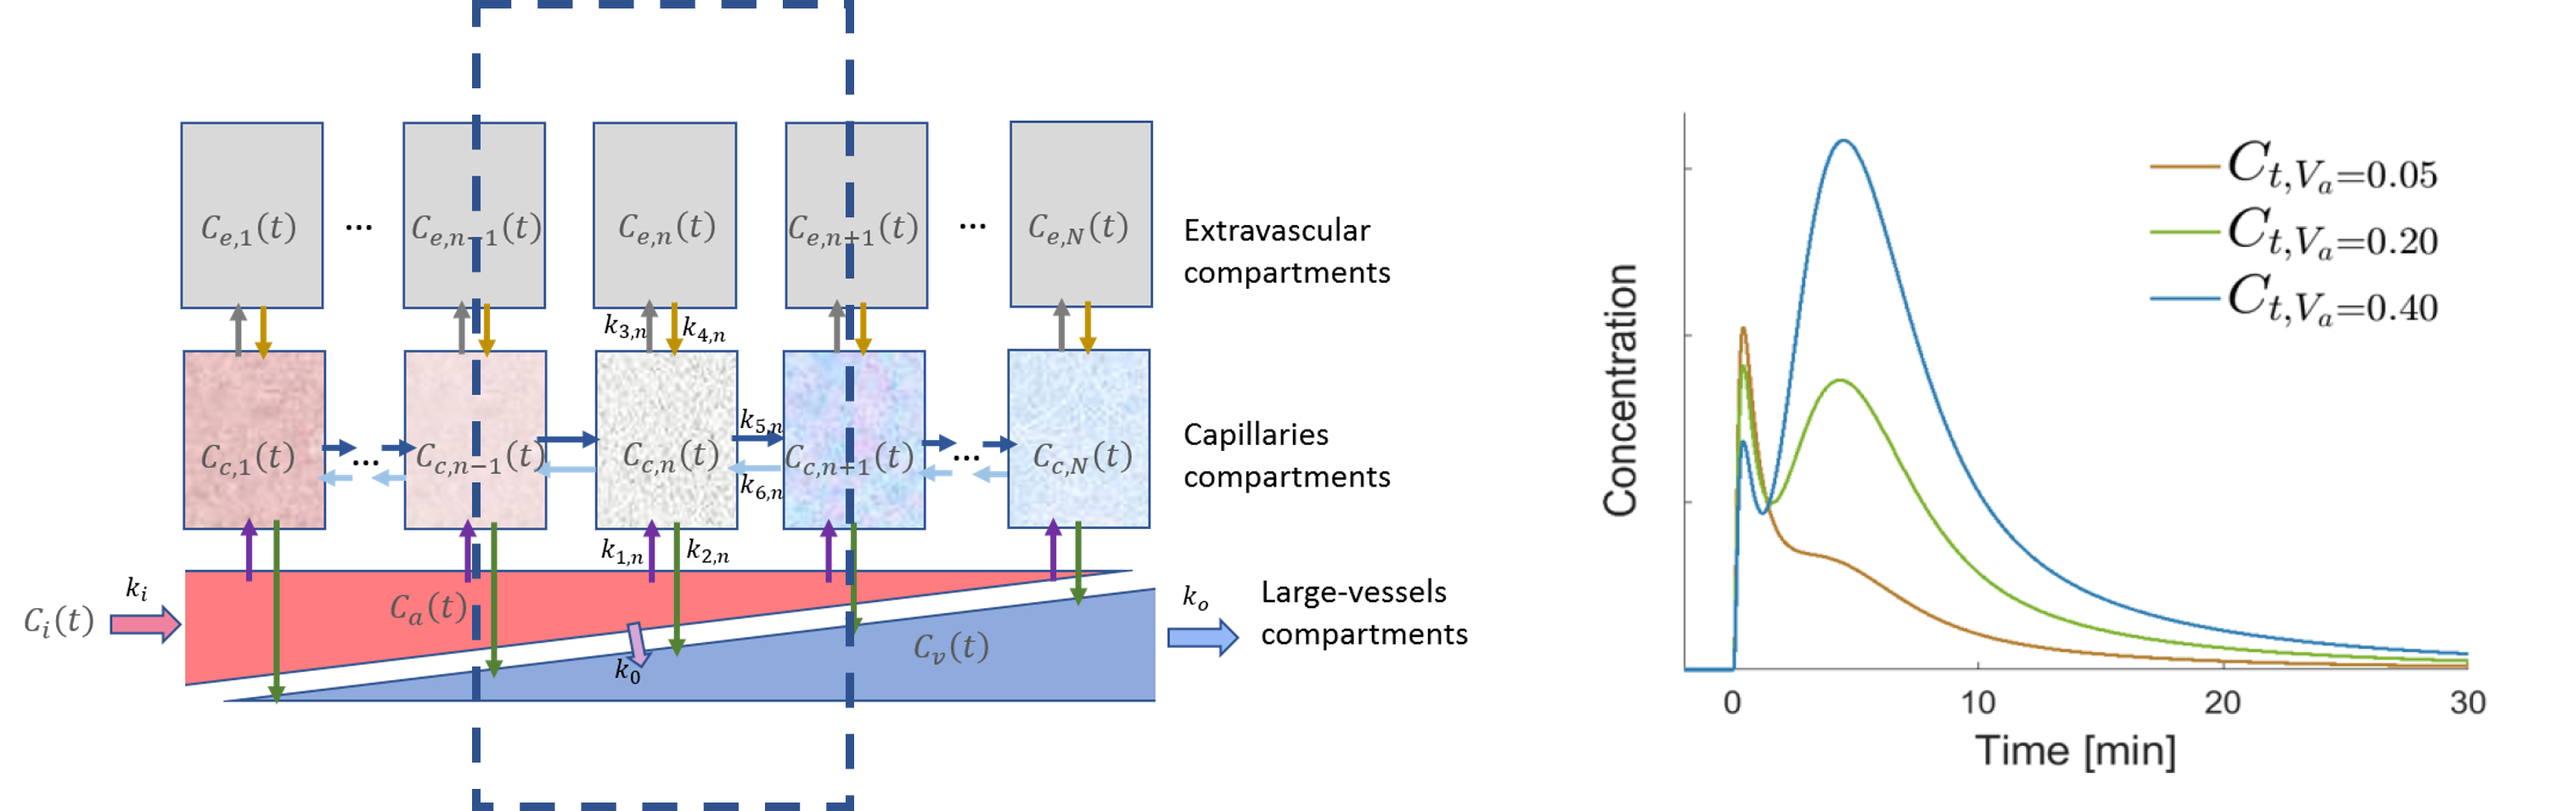 C_{e,1}(t)
...
C_{e,n−1}(t)
C_{e,n}(t)
C_{e,n+1}(t)
...
C_{e,N}(t)
Extravascular
compartments
k_{3,n}
k_{4,n}
C_{c,1}(t)
...
C_{c,n−1}(t)
C_{c,n}(t)
k_{5,n}
k_{6,n}
C_{c,n+1}(t)
...
C_{c,N}(t)
Capillaries
compartments
k_{1,n}
k_{2,n}
C_i(t)
k_i
C_a(t)
k_0
C_v(t)
k_o
Large-vessels
compartments
Concentration
C_{t,V_a=0.05}
C_{t,V_a=0.20}
C_{t,V_a=0.40}
0
10
20
30
Time [min]